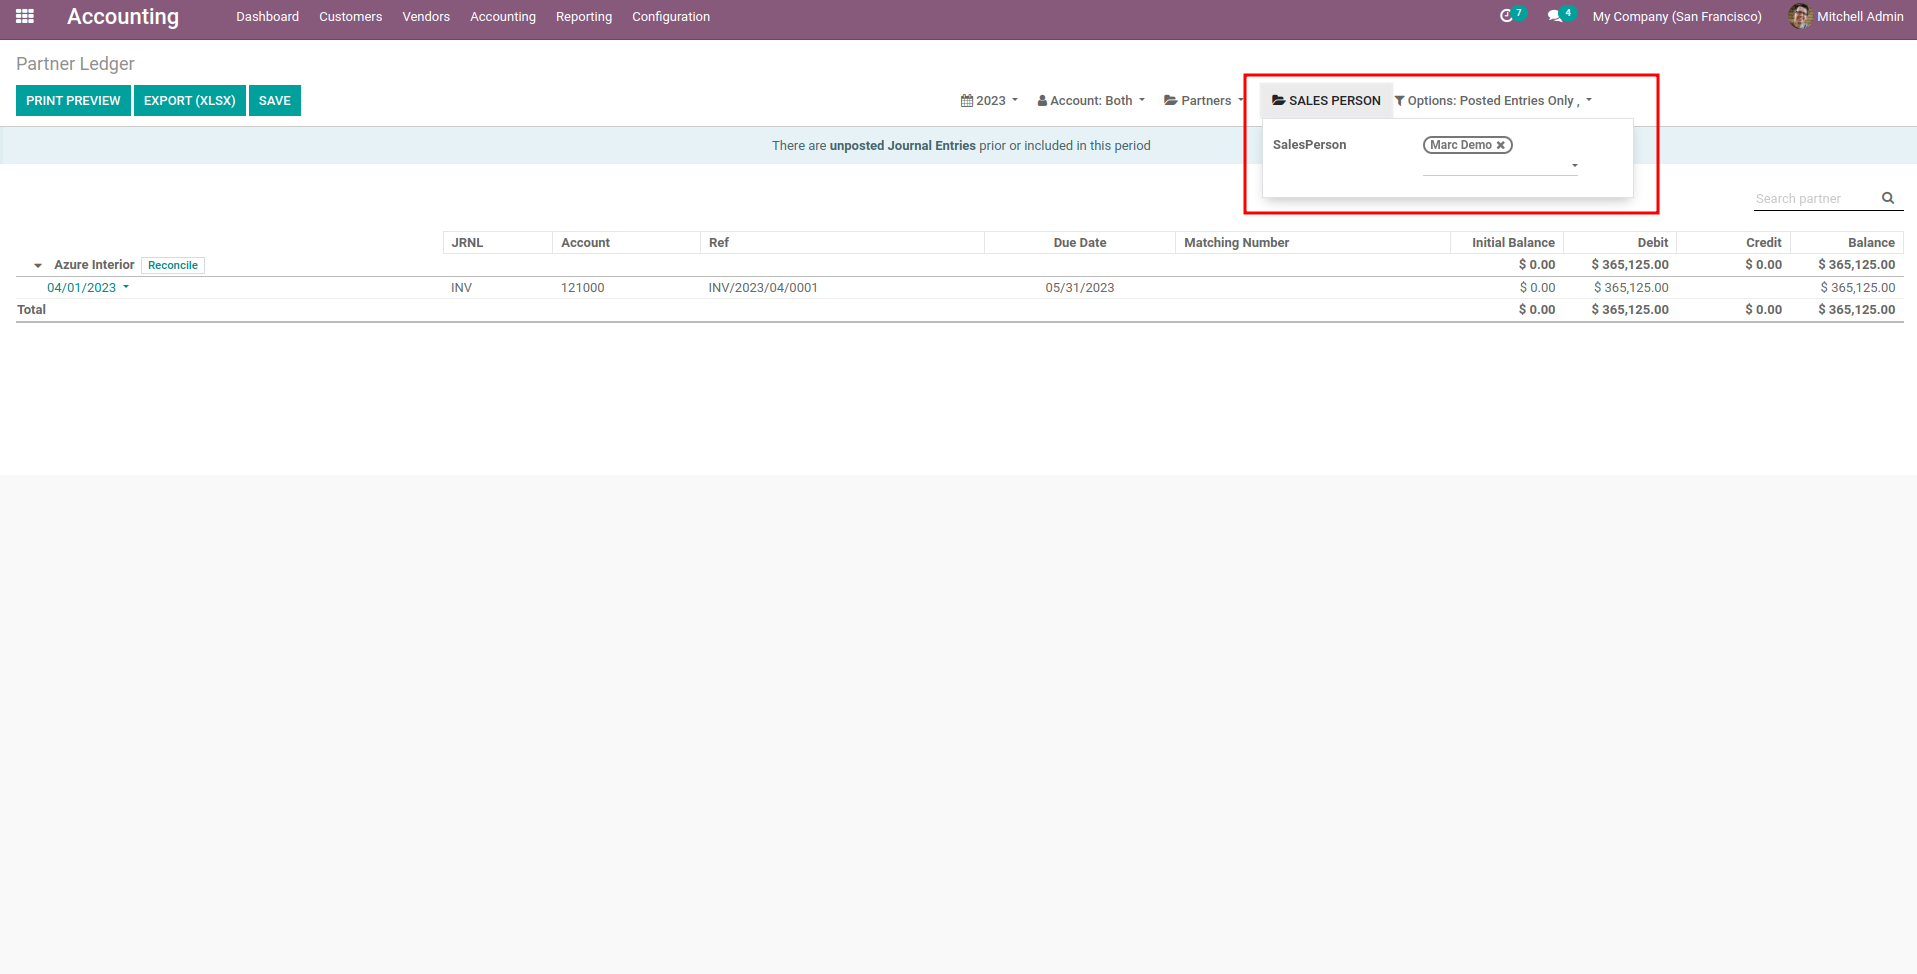 Accounting Dashboard Customers Vendors Accounting Reporting Configuration 7 4 My Company (San Francisco) Mitchell Admin
Partner Ledger
PRINT PREVIEW EXPORT (XLSX) SAVE 2023 Account: Both Partners SALES PERSON Options: Posted Entries Only ,
There are unposted Journal Entries prior or included in this period
SalesPerson Marc Demo
Search partner
JRNL Account Ref Due Date Matching Number Initial Balance Debit Credit Balance
Azure Interior Reconcile $ 0.00 $ 365,125.00 $ 0.00 $ 365,125.00
04/01/2023 INV 121000 INV/2023/04/0001 05/31/2023 $ 0.00 $ 365,125.00 $ 365,125.00
Total $ 0.00 $ 365,125.00 $ 0.00 $ 365,125.00